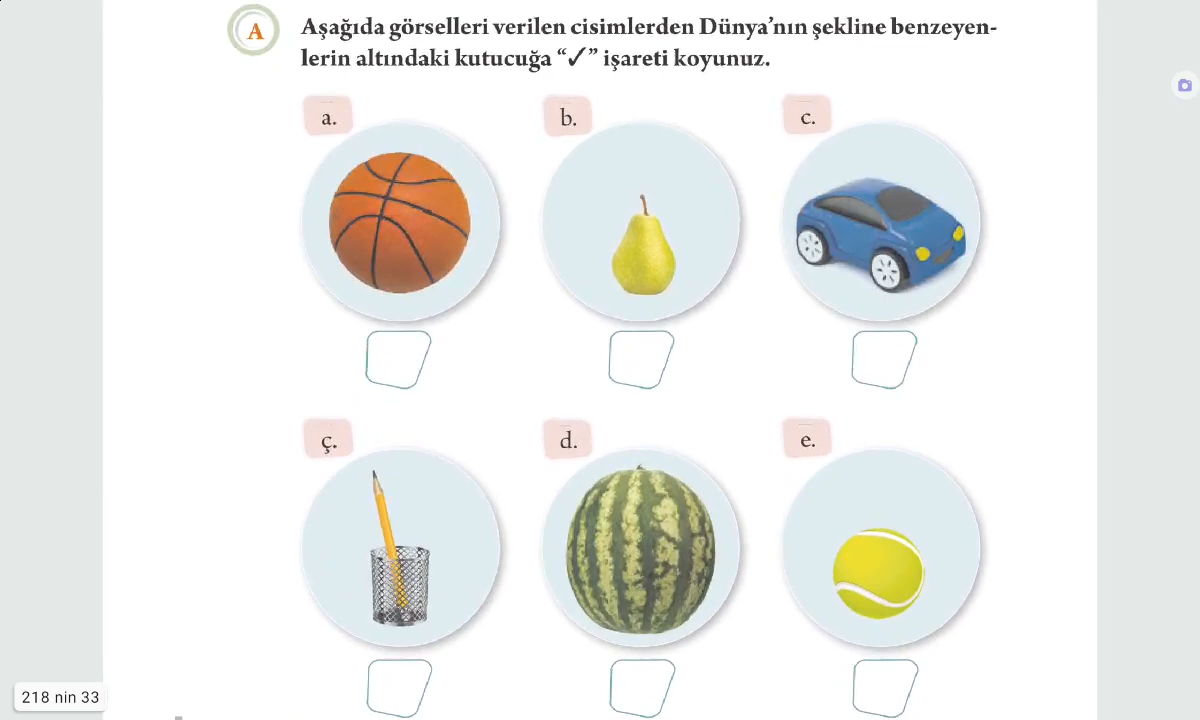 A
Aşağıda görselleri verilen cisimlerden Dünya’nın şekline benzeyen-
lerin altındaki kutucuğa “✓” işareti koyunuz.
a.
b.
c.
ç.
d.
e.
218 nin 33